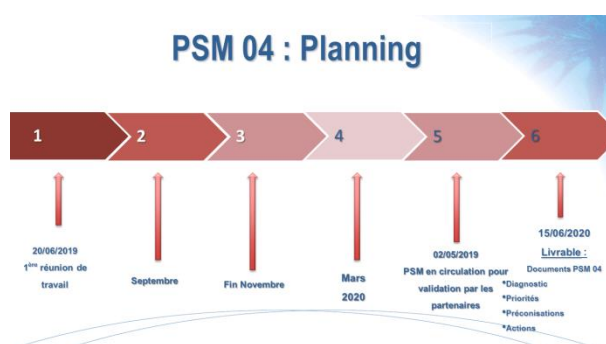 PSM 04 : Planning
1
2
3
4
5
6
20/06/2019
1ère réunion de
travail
Septembre
Fin Novembre
Mars
2020
02/05/2019
PSM en circulation pour
validation par les
partenaires
15/06/2020
Livrable :
Documents PSM 04
*Diagnostic
*Priorités
*Préconisations
*Actions